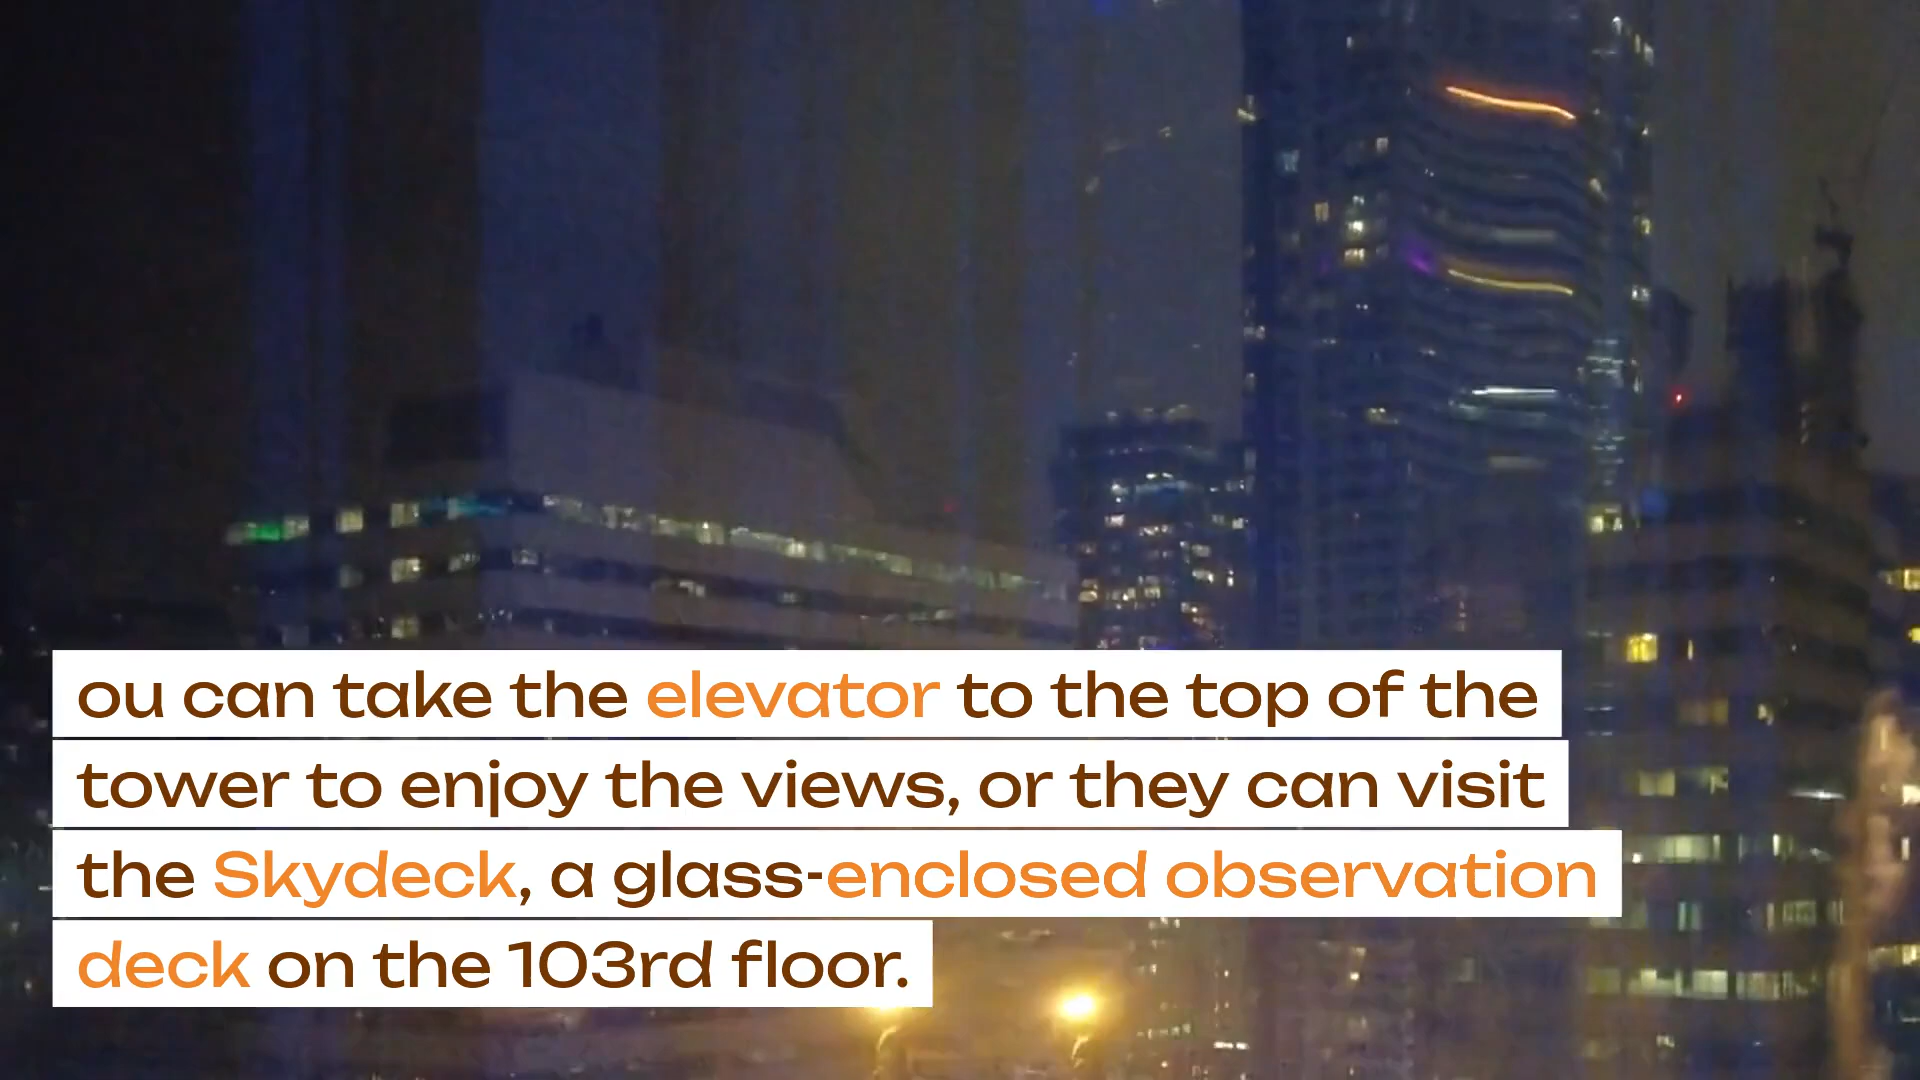 ou can take the elevator to the top of the
tower to enjoy the views, or they can visit
the Skydeck, a glass-enclosed observation
deck on the 103rd floor.